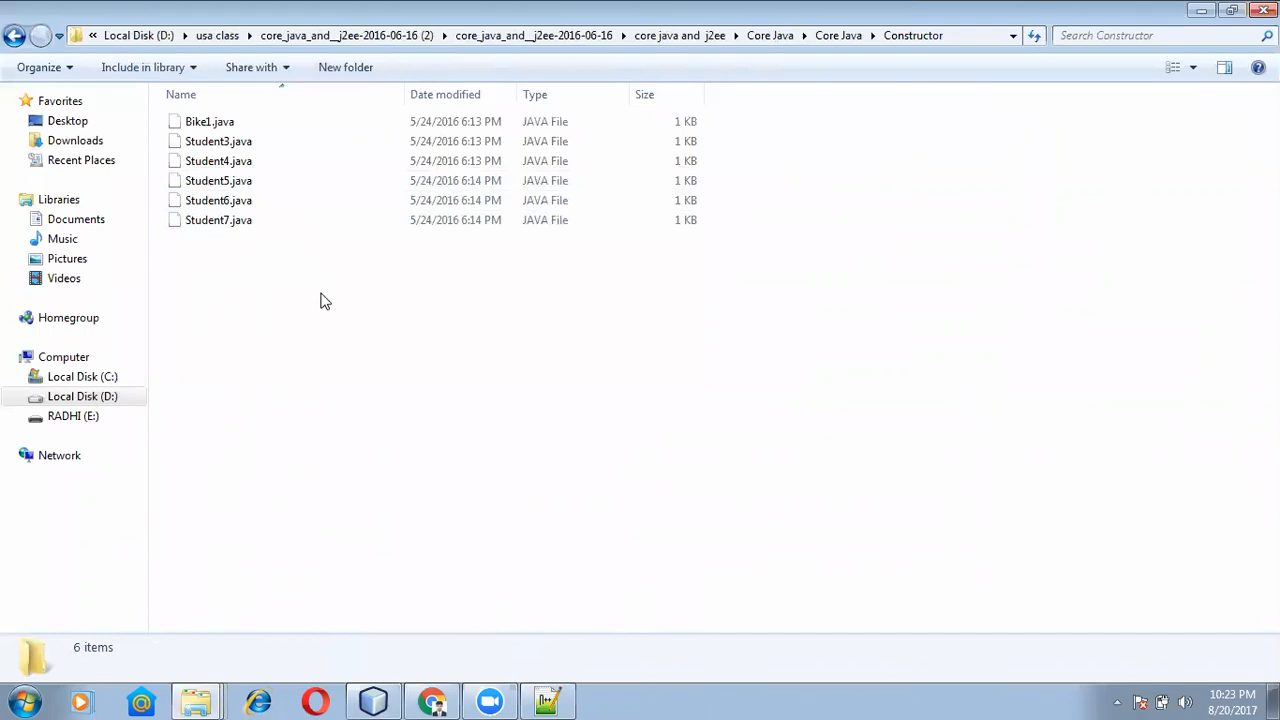 « Local Disk (D:) ▸ usa class ▸ core_java_and__j2ee-2016-06-16 (2) ▸ core_java_and__j2ee-2016-06-16 ▸ core java and j2ee ▸ Core Java ▸ Core Java ▸ Constructor
Search Constructor
Organize Include in library Share with New folder
Name Date modified Type Size
Bike1.java 5/24/2016 6:13 PM JAVA File 1 KB
Student3.java 5/24/2016 6:13 PM JAVA File 1 KB
Student4.java 5/24/2016 6:13 PM JAVA File 1 KB
Student5.java 5/24/2016 6:14 PM JAVA File 1 KB
Student6.java 5/24/2016 6:14 PM JAVA File 1 KB
Student7.java 5/24/2016 6:14 PM JAVA File 1 KB
Favorites
Desktop
Downloads
Recent Places
Libraries
Documents
Music
Pictures
Videos
Homegroup
Computer
Local Disk (C:)
Local Disk (D:)
RADHI (E:)
Network
6 items
10:23 PM
8/20/2017